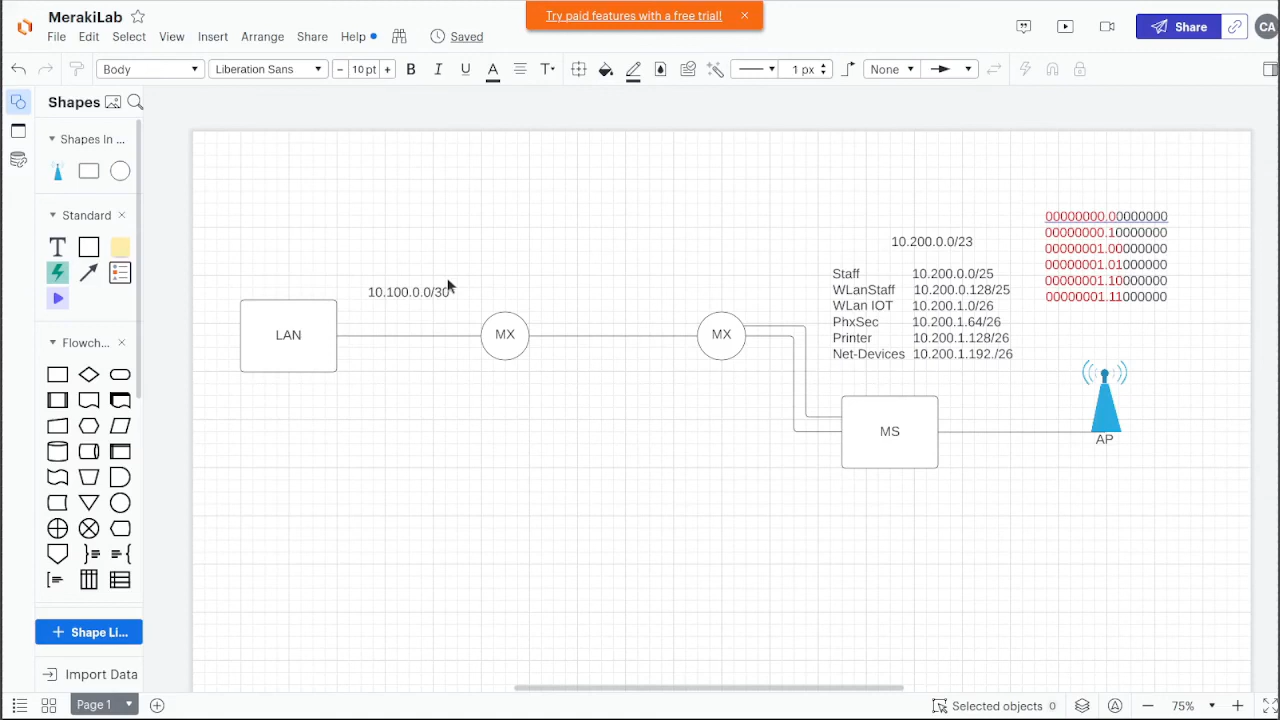 Try paid features with a free trial!
MerakiLab
CA
Share
File Edit Select View Insert Arrange Share Help Saved
Body Liberation Sans − 10 pt + B I U A T 1 px None
Shapes
Shapes In ...
Standard
T
Flowch...
+ Shape Li...
Import Data
Page 1
Selected objects 0
75%
10.200.0.0/23
00000000.00000000
00000000.10000000
00000001.00000000
00000001.01000000
00000001.10000000
00000001.11000000
Staff 10.200.0.0/25
WLanStaff 10.200.0.128/25
WLan IOT 10.200.1.0/26
PhxSec 10.200.1.64/26
Printer 10.200.1.128/26
Net-Devices 10.200.1.192./26
10.100.0.0/30
LAN
MX
MX
MS
AP